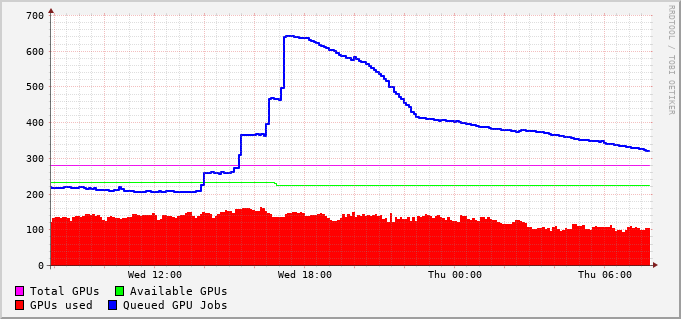 700
600
500
400
300
200
100
0
Wed 12:00 Wed 18:00 Thu 00:00 Thu 06:00
Total GPUs Available GPUs
GPUs used Queued GPU Jobs
RRDTOOL / TOBI OETIKER